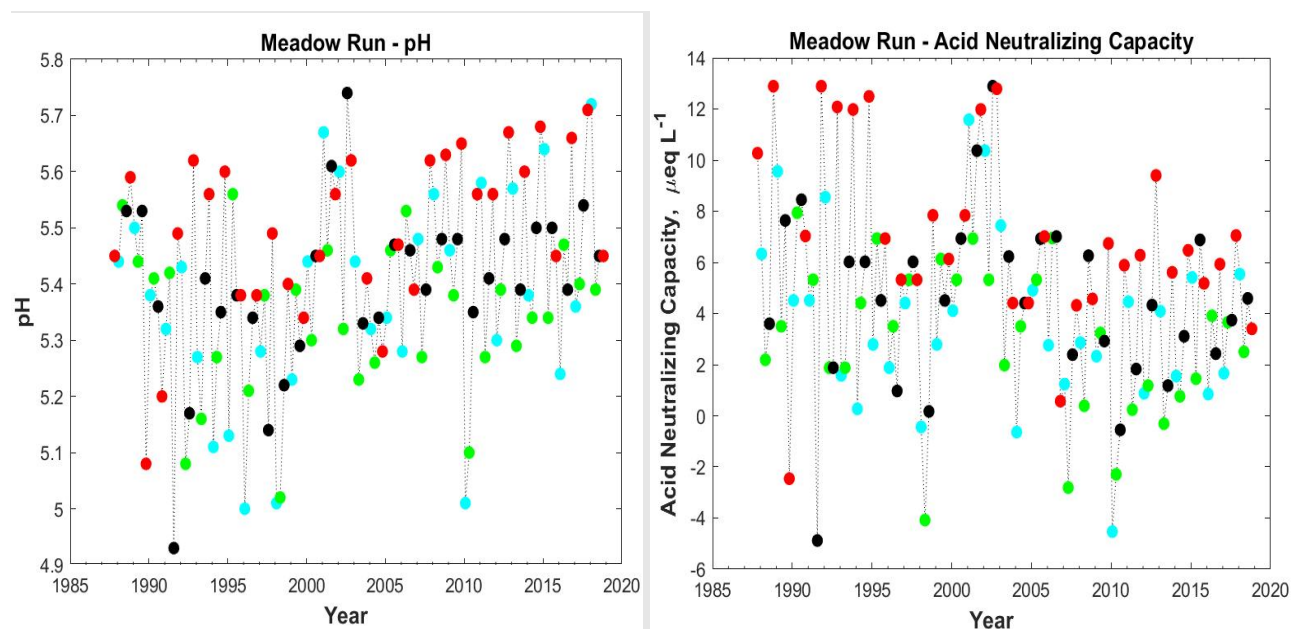 Meadow Run - pH
5.8
5.7
5.6
5.5
5.4
5.3
5.2
5.1
5
4.9
pH
1985 1990 1995 2000 2005 2010 2015 2020
Year
Meadow Run - Acid Neutralizing Capacity
14
12
10
8
6
4
2
0
-2
-4
-6
Acid Neutralizing Capacity, μeq L⁻¹
1985 1990 1995 2000 2005 2010 2015 2020
Year